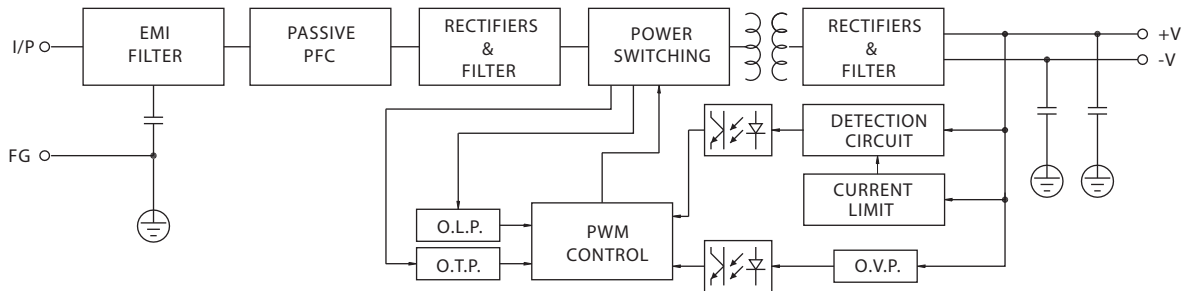 I/P
EMI
FILTER
PASSIVE
PFC
RECTIFIERS
&
FILTER
POWER
SWITCHING
RECTIFIERS
&
FILTER
+V
-V
FG
DETECTION
CIRCUIT
CURRENT
LIMIT
O.L.P.
O.T.P.
PWM
CONTROL
O.V.P.